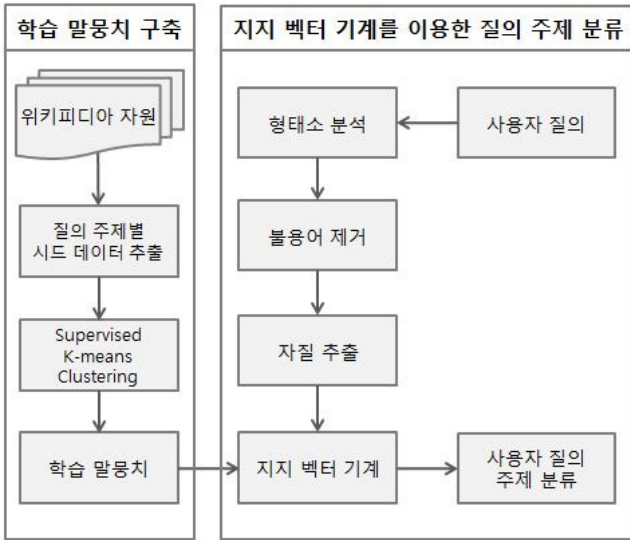 학습 말뭉치 구축
위키피디아 자원
질의 주제별
시드 데이터 추출
Supervised
K-means
Clustering
학습 말뭉치
지지 벡터 기계를 이용한 질의 주제 분류
형태소 분석
사용자 질의
불용어 제거
자질 추출
지지 벡터 기계
사용자 질의
주제 분류